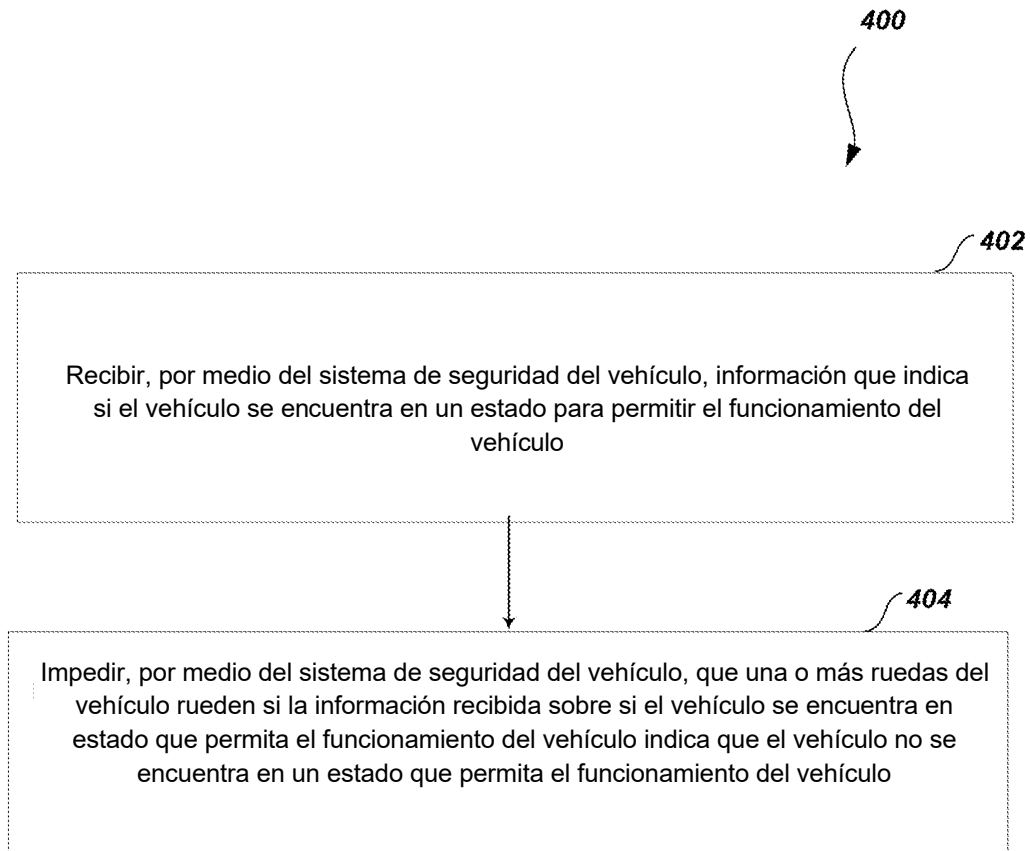 400
402
Recibir, por medio del sistema de seguridad del vehículo, información que indica
si el vehículo se encuentra en un estado para permitir el funcionamiento del
vehículo
404
Impedir, por medio del sistema de seguridad del vehículo, que una o más ruedas del
vehículo rueden si la información recibida sobre si el vehículo se encuentra en
estado que permita el funcionamiento del vehículo indica que el vehículo no se
encuentra en un estado que permita el funcionamiento del vehículo